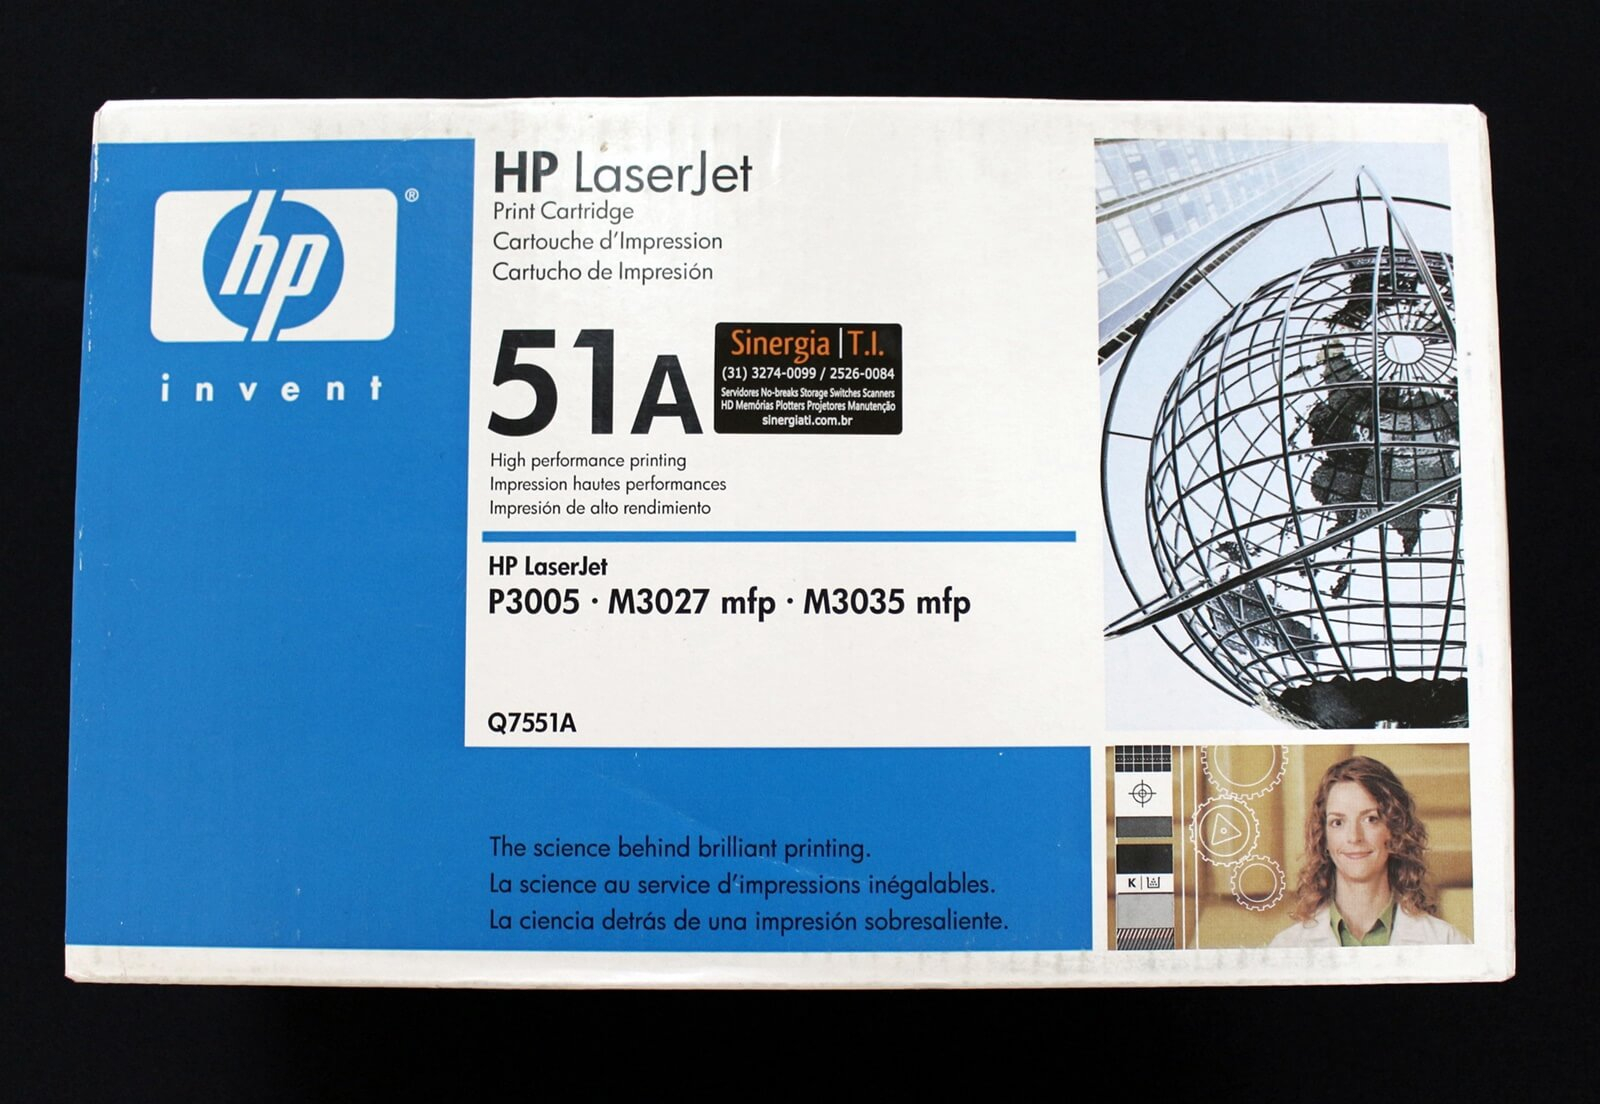 hp®
invent
HP LaserJet
Print Cartridge
Cartouche d'Impression
Cartucho de Impresión
51A
Sinergia | T.I.
(31) 3274-0099 / 2526-0084
Servidores No-breaks Storage Switches Scanners
HD Memórias Plotters Projetores Manutenção
sinergiati.com.br
High performance printing
Impression hautes performances
Impresión de alto rendimiento
HP LaserJet
P3005 · M3027 mfp · M3035 mfp
Q7551A
The science behind brilliant printing.
La science au service d'impressions inégalables.
La ciencia detrás de una impresión sobresaliente.
K